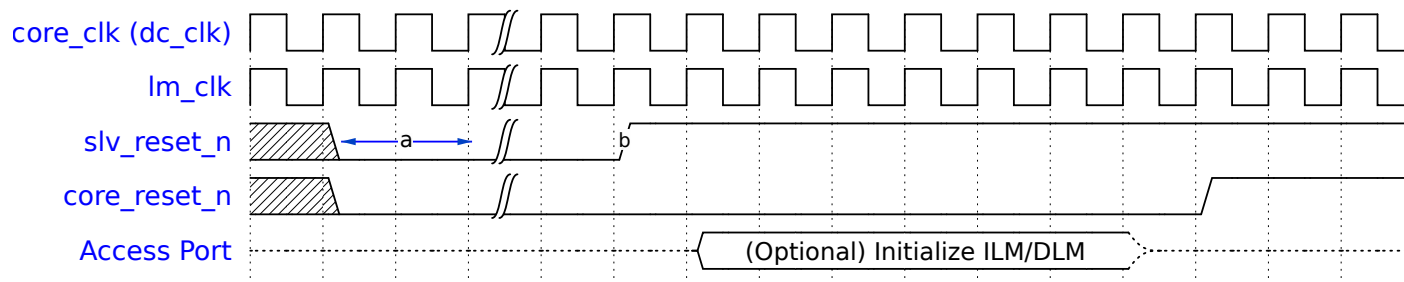 core_clk (dc_clk)
lm_clk
slv_reset_n
a
b
core_reset_n
Access Port
(Optional) Initialize ILM/DLM